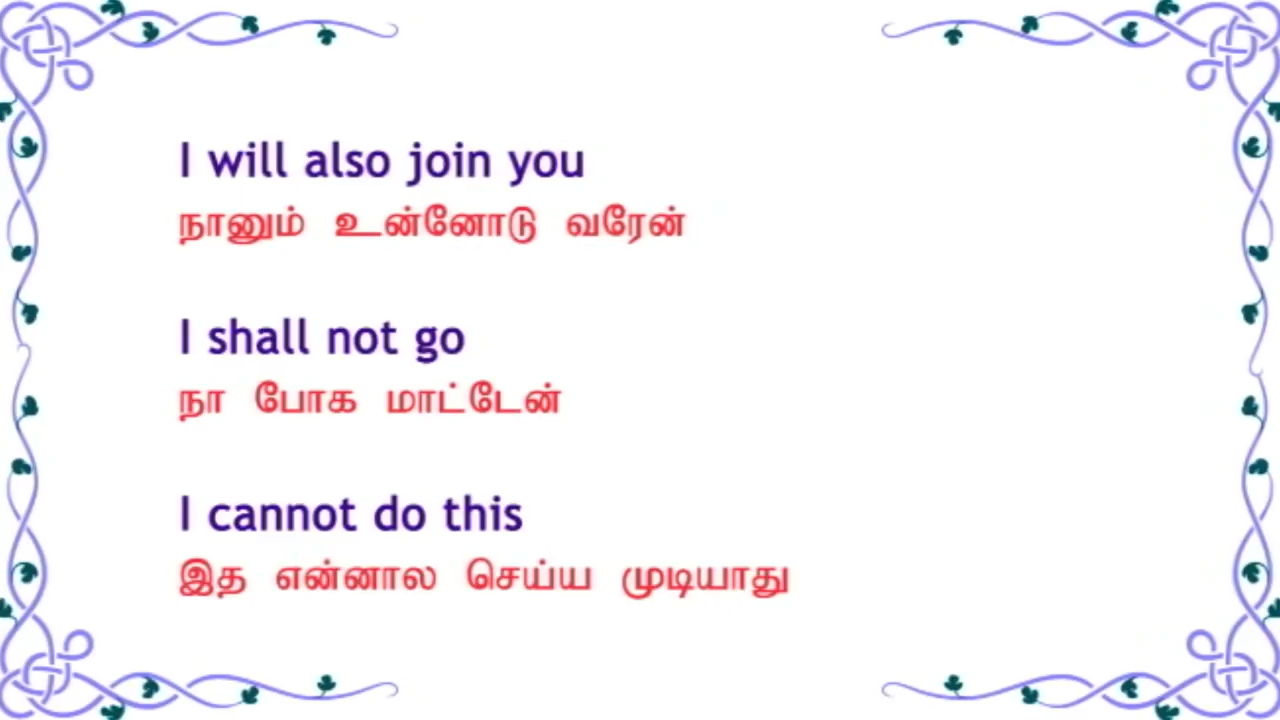 I will also join you
நானும் உன்னோடு வரேன்
I shall not go
நா போக மாட்டேன்
I cannot do this
இத என்னால செய்ய முடியாது